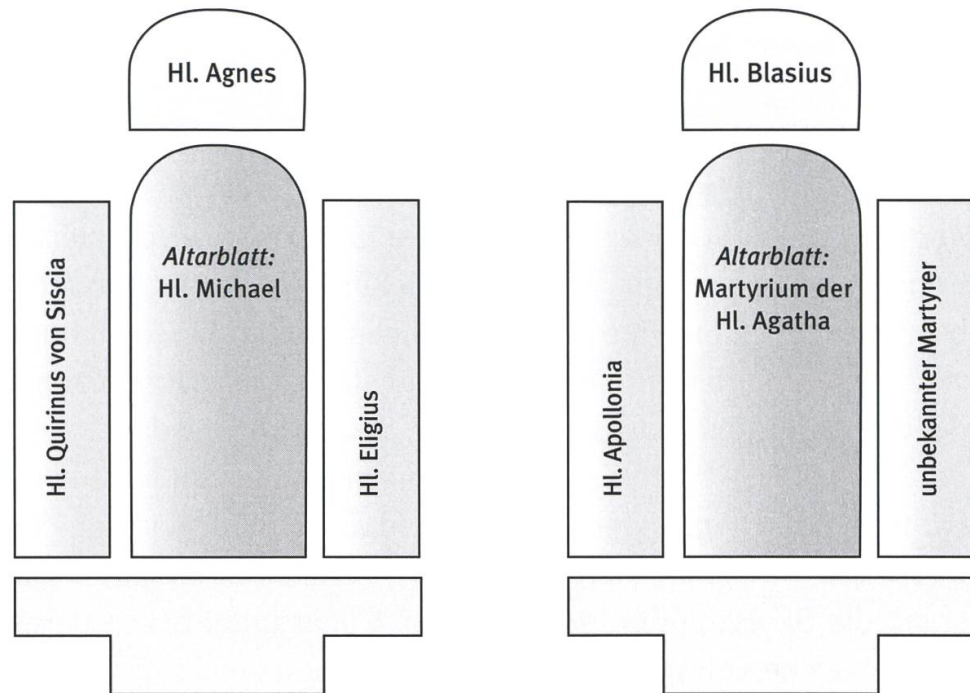 Hl. Agnes
Hl. Quirinus von Siscia
Altarblatt:
Hl. Michael
Hl. Eligius
Hl. Blasius
Hl. Apollonia
Altarblatt:
Martyrium der
Hl. Agatha
unbekannter Martyrer